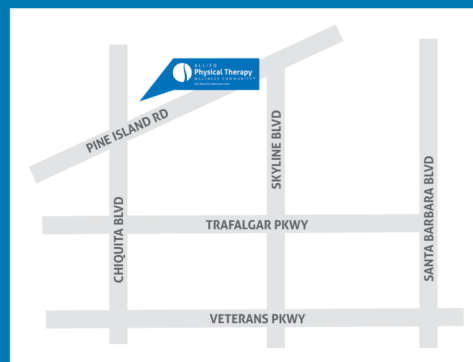 ALLIED
Physical Therapy
WELLNESS COMMUNITY
PINE ISLAND RD
SKYLINE BLVD
CHIQUITA BLVD
SANTA BARBARA BLVD
TRAFALGAR PKWY
VETERANS PKWY